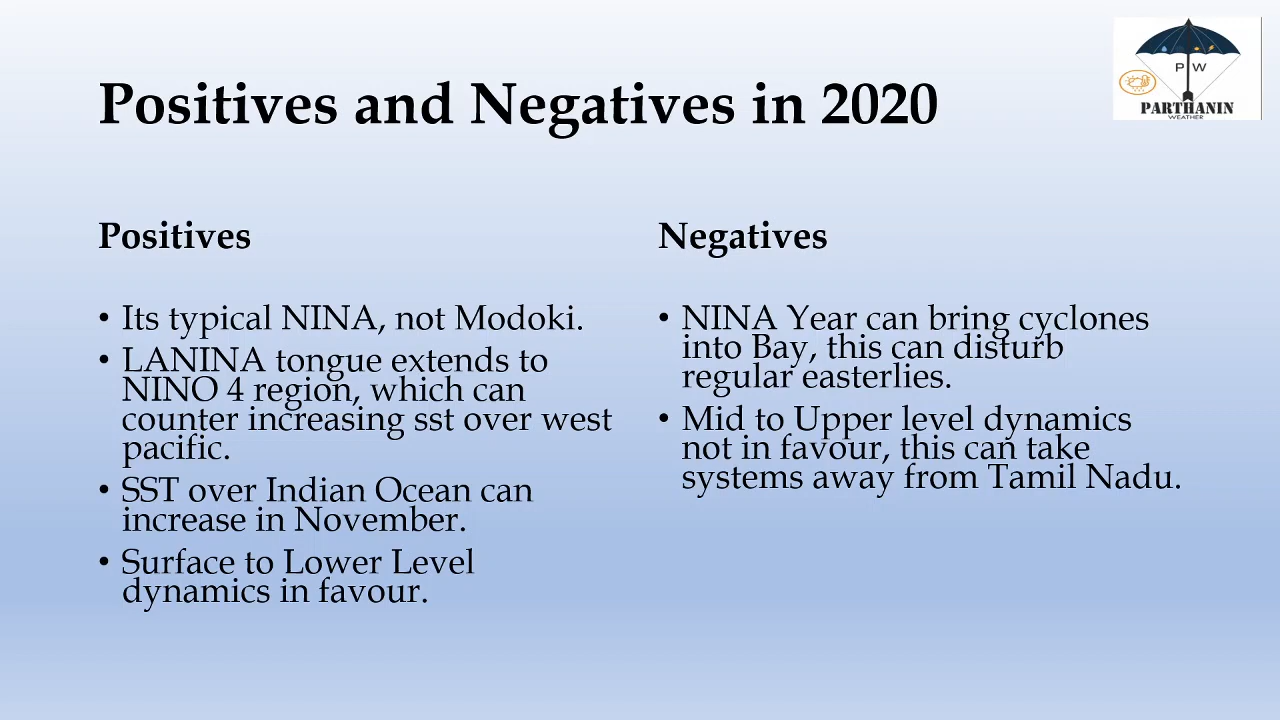 Positives and Negatives in 2020
P W
PARTHANIN
WEATHER
Positives
• Its typical NINA, not Modoki.
• LANINA tongue extends to
NINO 4 region, which can
counter increasing sst over west
pacific.
• SST over Indian Ocean can
increase in November.
• Surface to Lower Level
dynamics in favour.
Negatives
• NINA Year can bring cyclones
into Bay, this can disturb
regular easterlies.
• Mid to Upper level dynamics
not in favour, this can take
systems away from Tamil Nadu.